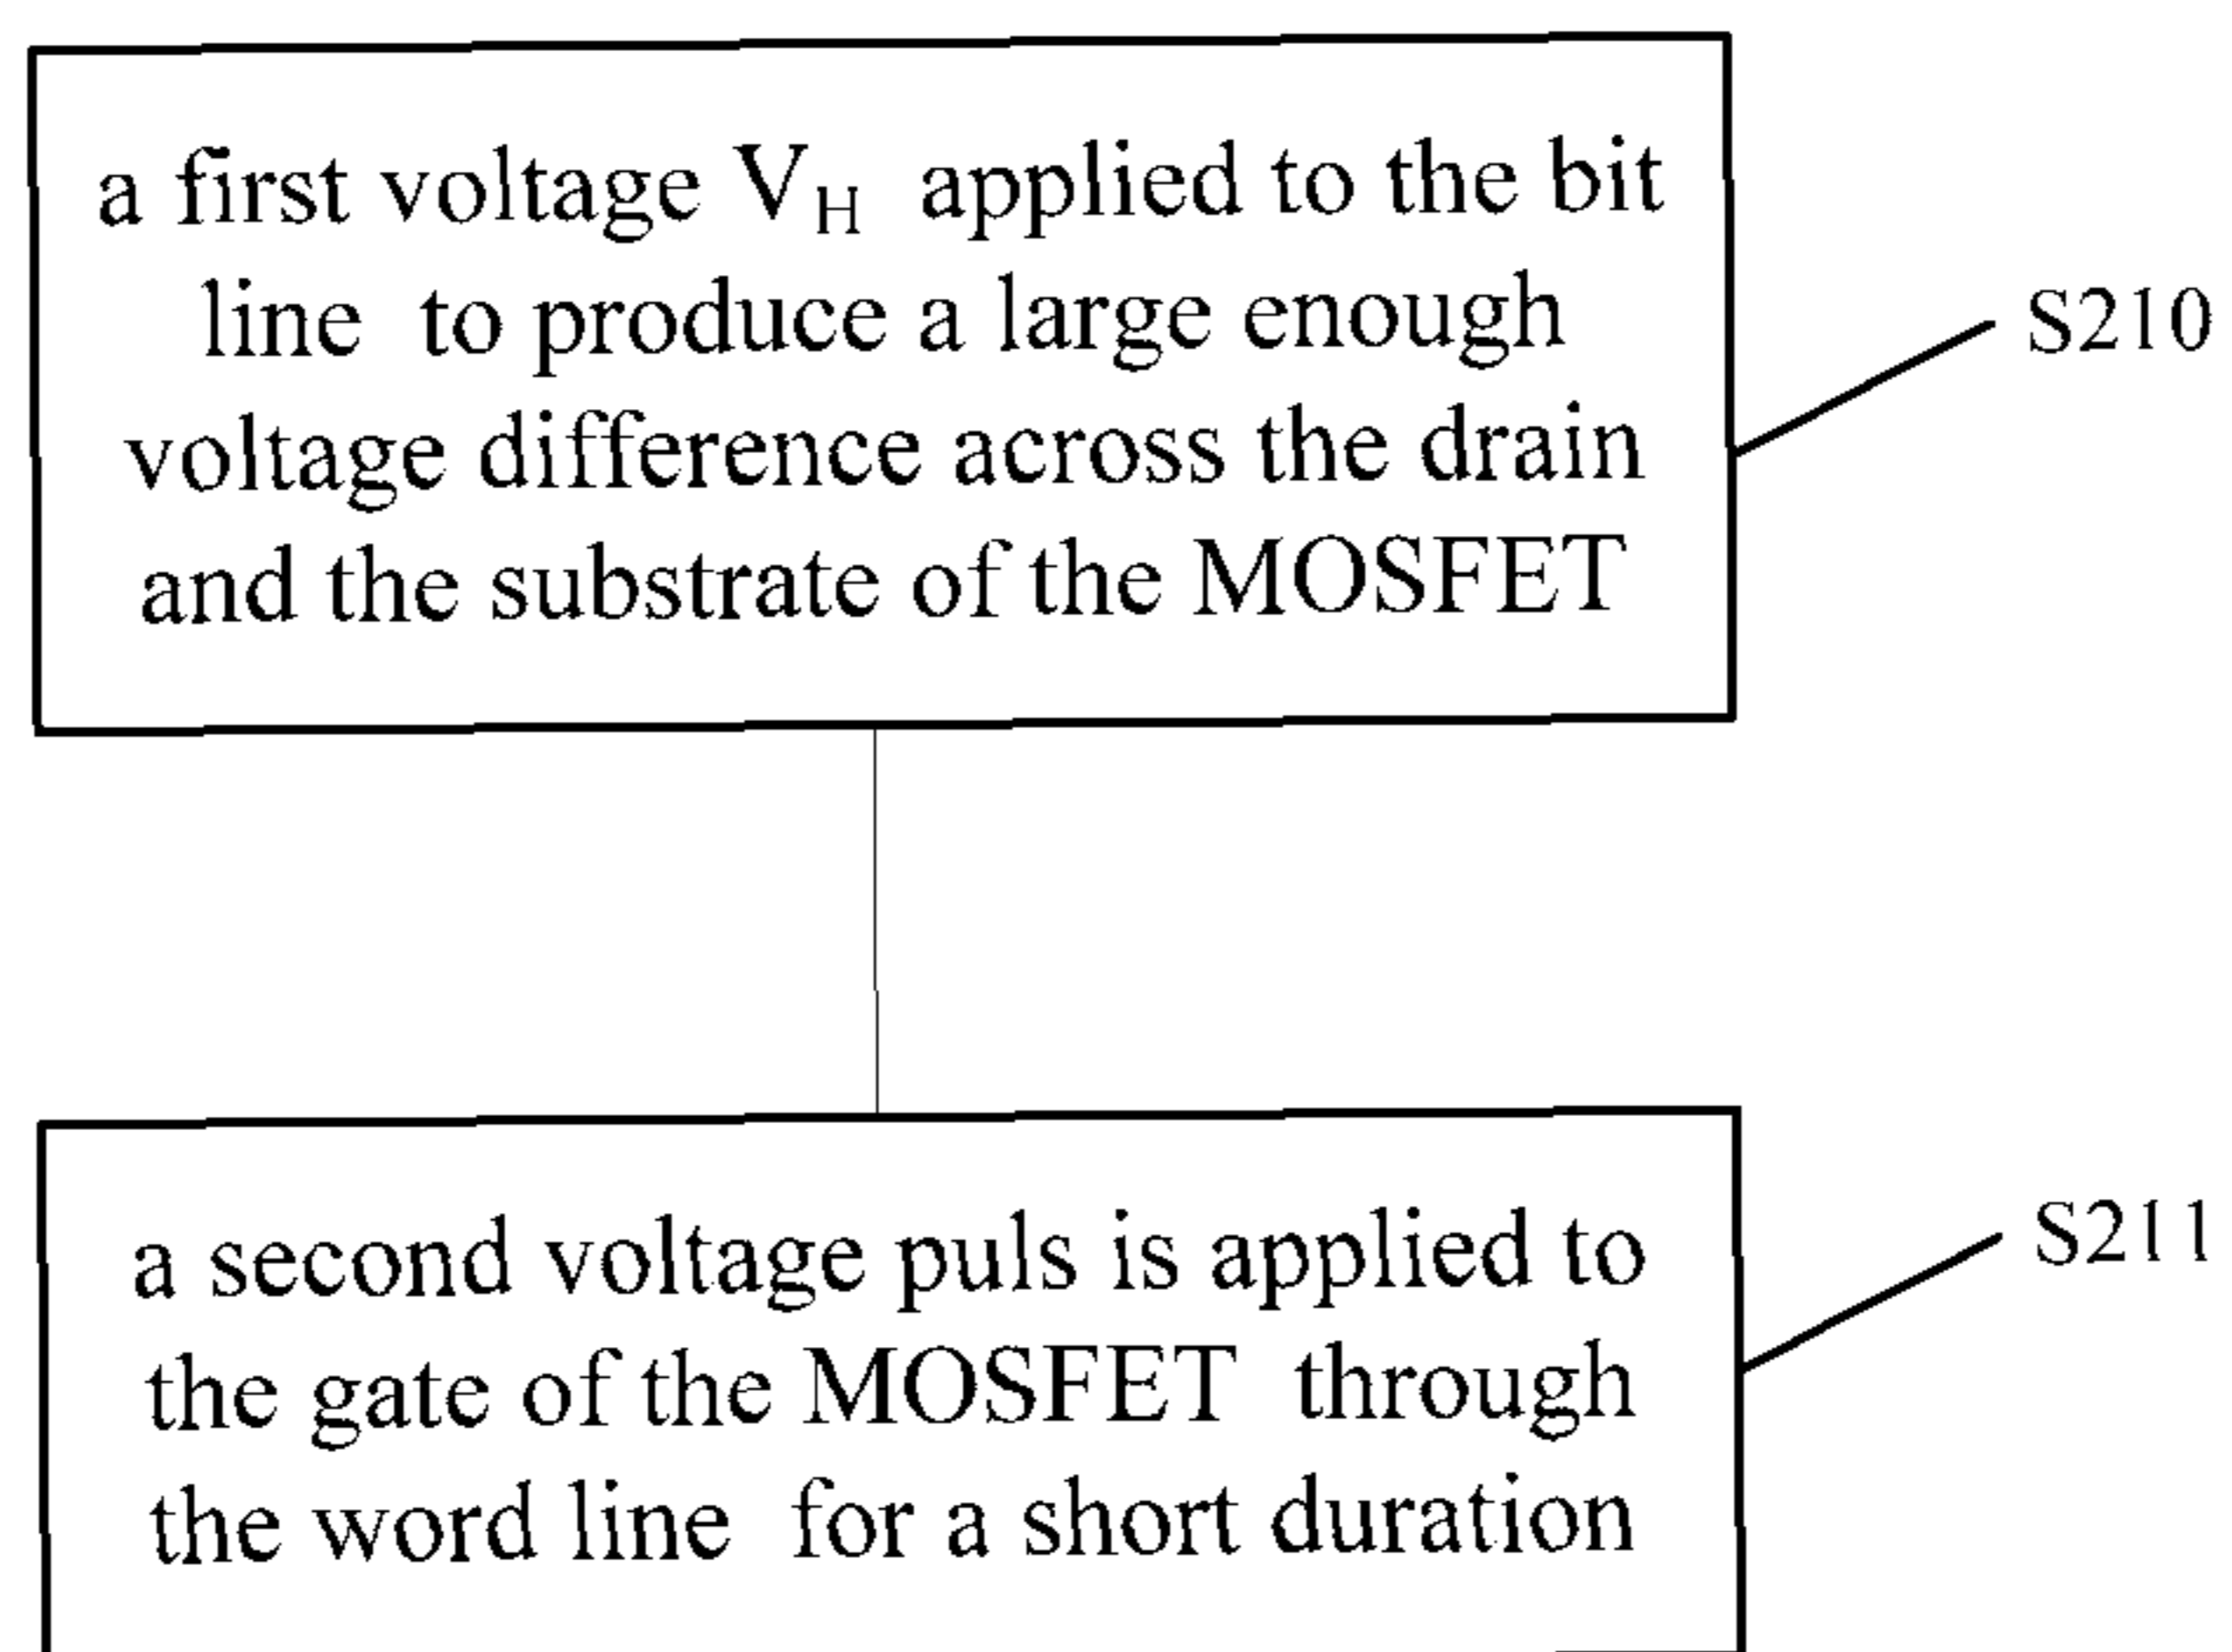 a first voltage VH applied to the bit
line to produce a large enough
voltage difference across the drain
and the substrate of the MOSFET
S210
a second voltage puls is applied to
the gate of the MOSFET through
the word line for a short duration
S211